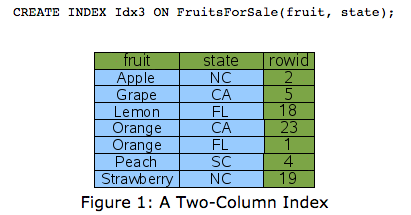 CREATE INDEX Idx3 ON FruitsForSale(fruit, state);
fruit state rowid
Apple NC 2
Grape CA 5
Lemon FL 18
Orange CA 23
Orange FL 1
Peach SC 4
Strawberry NC 19
Figure 1: A Two-Column Index